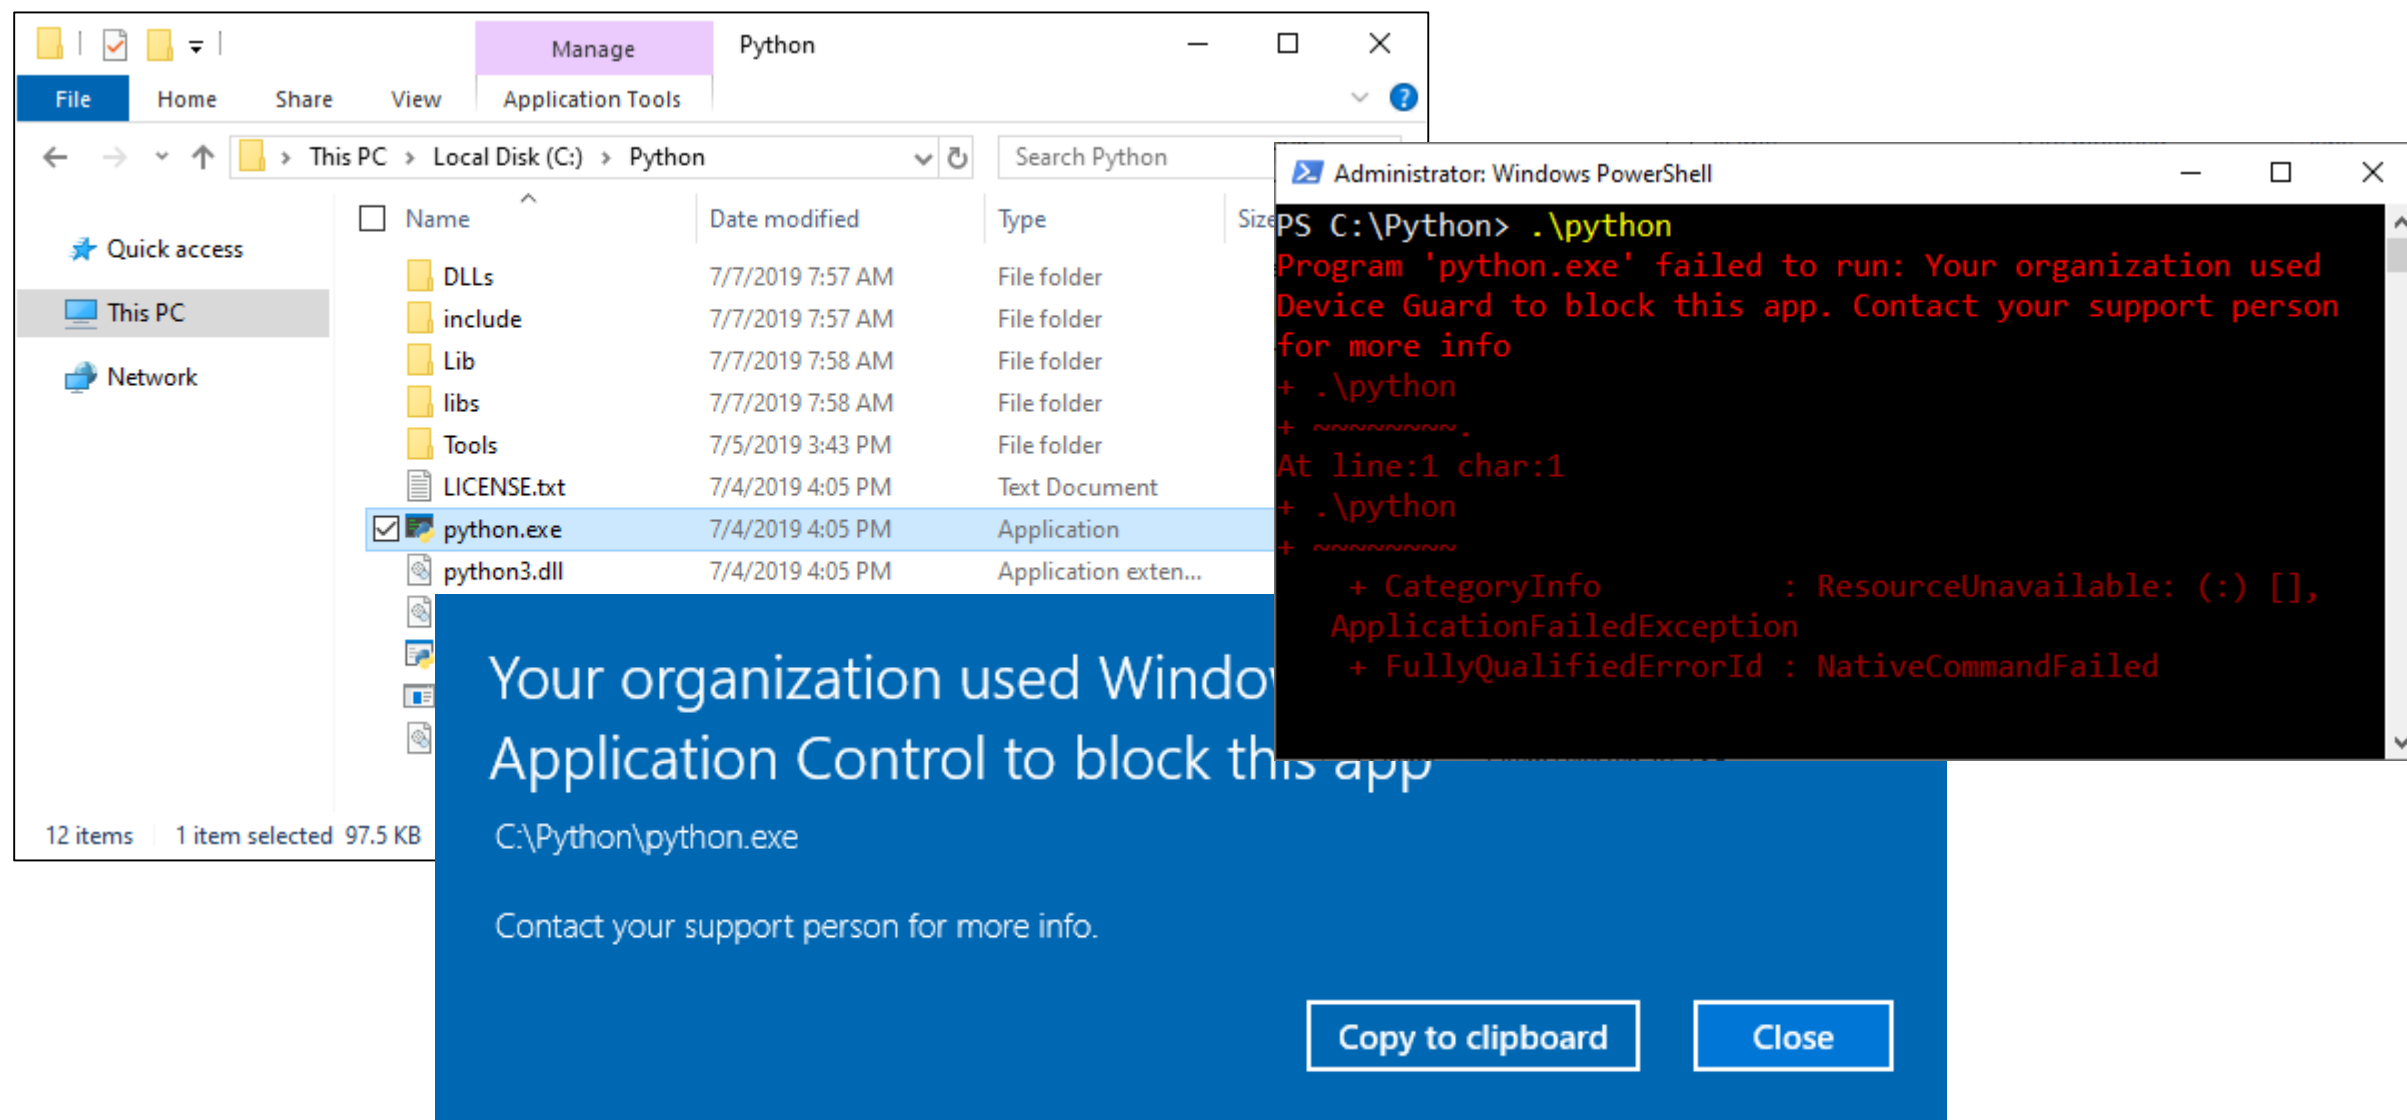 Manage
Python
File
Home
Share
View
Application Tools
This PC > Local Disk (C:) > Python
Search Python
Quick access
This PC
Network
Name
Date modified
Type
Size
DLLs 7/7/2019 7:57 AM File folder
include 7/7/2019 7:57 AM File folder
Lib 7/7/2019 7:58 AM File folder
libs 7/7/2019 7:58 AM File folder
Tools 7/5/2019 3:43 PM File folder
LICENSE.txt 7/4/2019 4:05 PM Text Document
python.exe 7/4/2019 4:05 PM Application
python3.dll 7/4/2019 4:05 PM Application exten...
12 items 1 item selected 97.5 KB
Administrator: Windows PowerShell
PS C:\Python> .\python
Program 'python.exe' failed to run: Your organization used
Device Guard to block this app. Contact your support person
for more info
+ .\python
+ ~~~~~~~~.
At line:1 char:1
+ .\python
+ ~~~~~~~~
+ CategoryInfo : ResourceUnavailable: (:) [],
ApplicationFailedException
+ FullyQualifiedErrorId : NativeCommandFailed
Your organization used Windo
Application Control to block this app
C:\Python\python.exe
Contact your support person for more info.
Copy to clipboard
Close